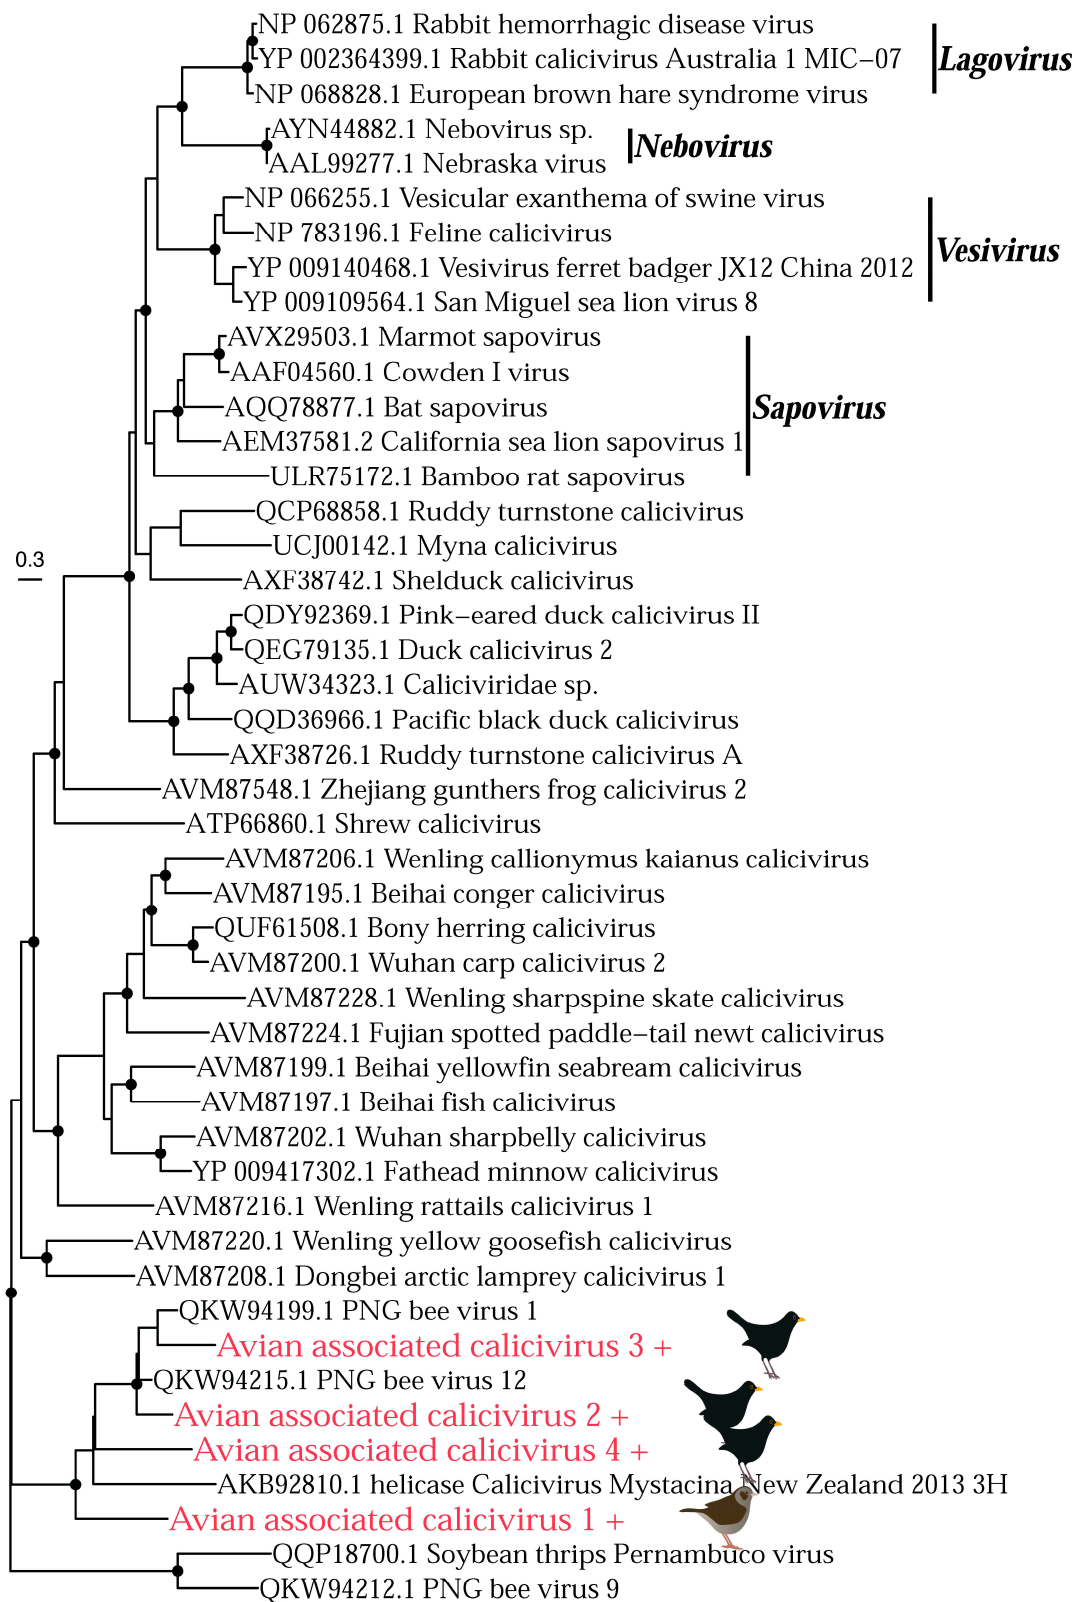 NP 062875.1 Rabbit hemorrhagic disease virus
YP 002364399.1 Rabbit calicivirus Australia 1 MIC−07
Lagovirus
NP 068828.1 European brown hare syndrome virus
AYN44882.1 Nebovirus sp.
Nebovirus
AAL99277.1 Nebraska virus
NP 066255.1 Vesicular exanthema of swine virus
NP 783196.1 Feline calicivirus
Vesivirus
YP 009140468.1 Vesivirus ferret badger JX12 China 2012
YP 009109564.1 San Miguel sea lion virus 8
AVX29503.1 Marmot sapovirus
AAF04560.1 Cowden I virus
AQQ78877.1 Bat sapovirus
Sapovirus
AEM37581.2 California sea lion sapovirus 1
ULR75172.1 Bamboo rat sapovirus
QCP68858.1 Ruddy turnstone calicivirus
UCJ00142.1 Myna calicivirus
0.3
AXF38742.1 Shelduck calicivirus
QDY92369.1 Pink−eared duck calicivirus II
QEG79135.1 Duck calicivirus 2
AUW34323.1 Caliciviridae sp.
QQD36966.1 Pacific black duck calicivirus
AXF38726.1 Ruddy turnstone calicivirus A
AVM87548.1 Zhejiang gunthers frog calicivirus 2
ATP66860.1 Shrew calicivirus
AVM87206.1 Wenling callionymus kaianus calicivirus
AVM87195.1 Beihai conger calicivirus
QUF61508.1 Bony herring calicivirus
AVM87200.1 Wuhan carp calicivirus 2
AVM87228.1 Wenling sharpspine skate calicivirus
AVM87224.1 Fujian spotted paddle−tail newt calicivirus
AVM87199.1 Beihai yellowfin seabream calicivirus
AVM87197.1 Beihai fish calicivirus
AVM87202.1 Wuhan sharpbelly calicivirus
YP 009417302.1 Fathead minnow calicivirus
AVM87216.1 Wenling rattails calicivirus 1
AVM87220.1 Wenling yellow goosefish calicivirus
AVM87208.1 Dongbei arctic lamprey calicivirus 1
QKW94199.1 PNG bee virus 1
Avian associated calicivirus 3 +
QKW94215.1 PNG bee virus 12
Avian associated calicivirus 2 +
Avian associated calicivirus 4 +
AKB92810.1 helicase Calicivirus Mystacina New Zealand 2013 3H
Avian associated calicivirus 1 +
QQP18700.1 Soybean thrips Pernambuco virus
QKW94212.1 PNG bee virus 9